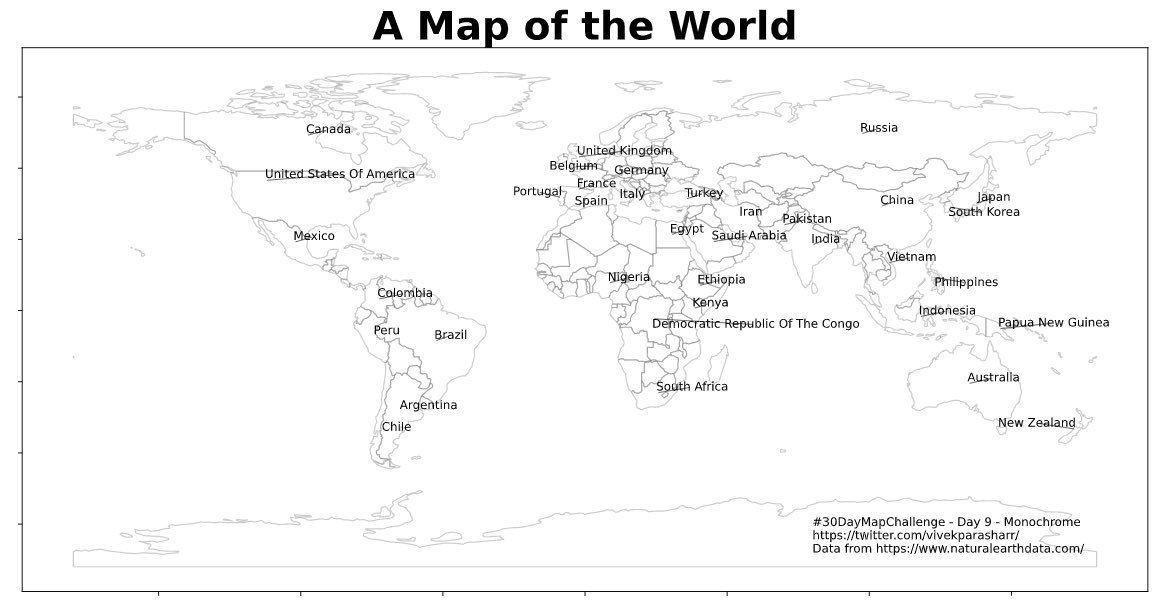 A Map of the World
Canada
Russia
United Kingdom
Belgium
Germany
United States Of America
France
Portugal
Italy
Turkey
Spain
Japan
China
Iran
South Korea
Pakistan
Egypt
Saudi Arabia
India
Mexico
Vietnam
Nigeria
Ethiopia
Philippines
Colombia
Kenya
Indonesia
Democratic Republic Of The Congo
Papua New Guinea
Peru
Brazil
Australia
South Africa
Argentina
New Zealand
Chile
#30DayMapChallenge - Day 9 - Monochrome
https://twitter.com/vivekparasharr/
Data from https://www.naturalearthdata.com/